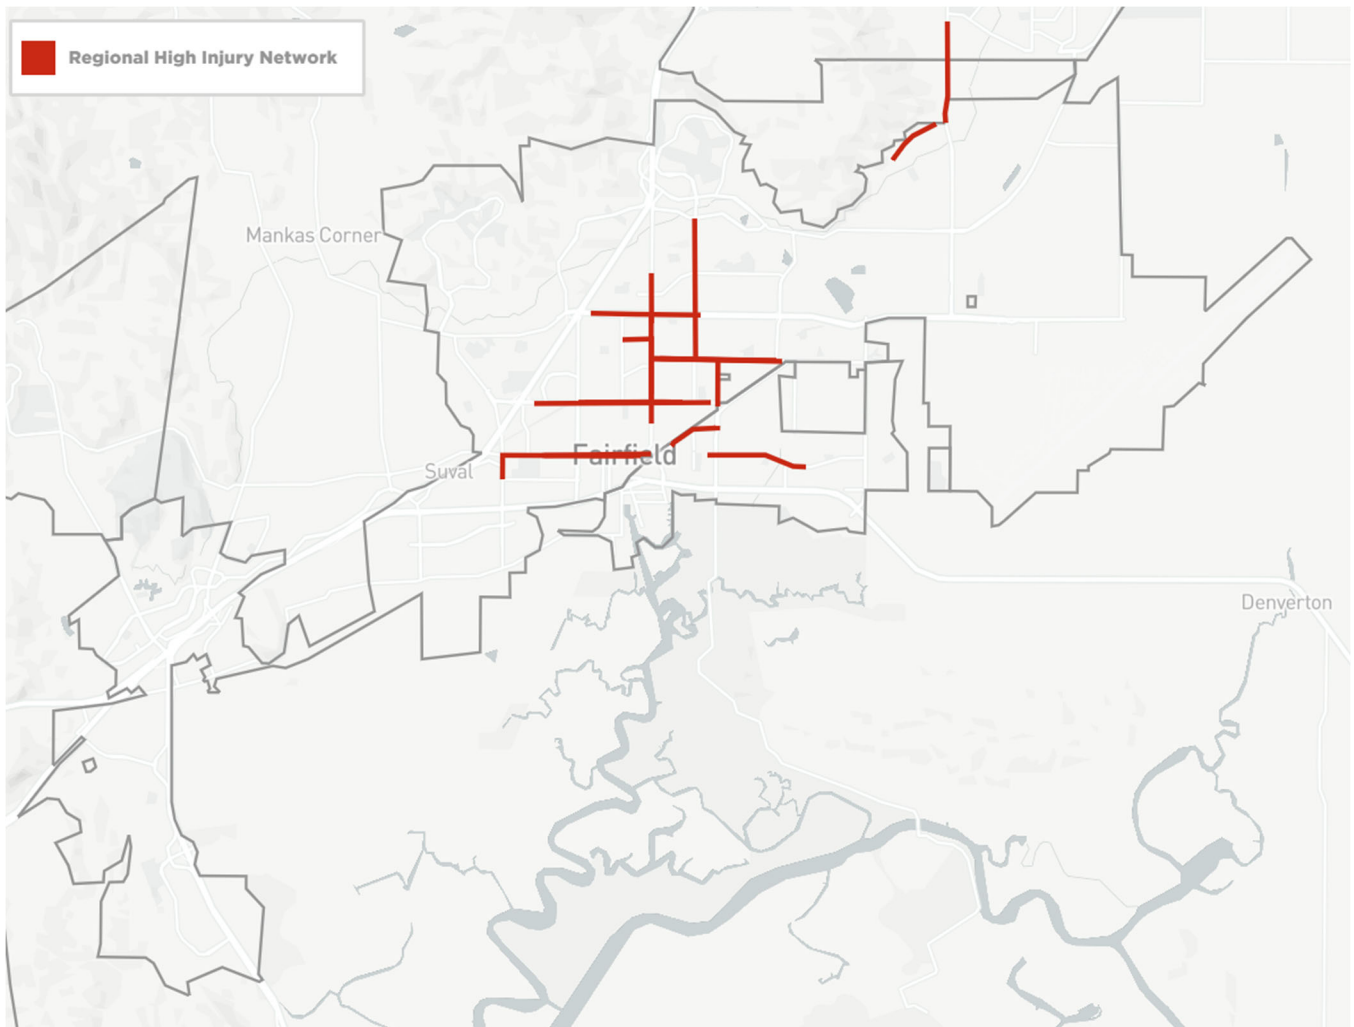 Regional High Injury Network
Mankas Corner
Fairfield
Suval
Denverton